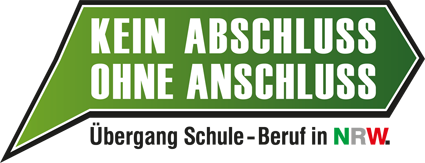 KEIN ABSCHLUSS
OHNE ANSCHLUSS
Übergang Schule – Beruf in NRW.